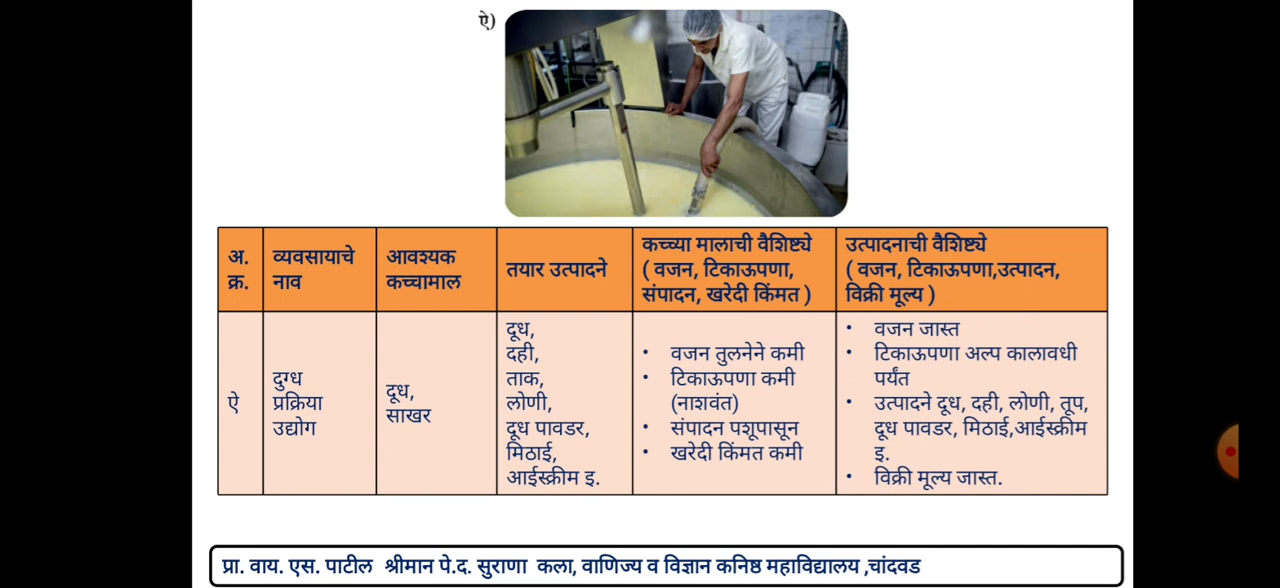 ऐ)
अ.
क्र.
व्यवसायाचे
नाव
आवश्यक
कच्चामाल
तयार उत्पादने
कच्च्या मालाची वैशिष्ट्ये
( वजन, टिकाऊपणा,
संपादन, खरेदी किंमत )
उत्पादनाची वैशिष्ट्ये
( वजन, टिकाऊपणा,उत्पादन,
विक्री मूल्य )
ऐ
दुग्ध
प्रक्रिया
उद्योग
दूध,
साखर
दूध,
दही,
ताक,
लोणी,
दूध पावडर,
मिठाई,
आईस्क्रीम इ.
• वजन तुलनेने कमी
• टिकाऊपणा कमी
(नाशवंत)
• संपादन पशूपासून
• खरेदी किंमत कमी
• वजन जास्त
• टिकाऊपणा अल्प कालावधी
पर्यंत
• उत्पादने दूध, दही, लोणी, तूप,
दूध पावडर, मिठाई,आईस्क्रीम
इ.
• विक्री मूल्य जास्त.
प्रा. वाय. एस. पाटील श्रीमान पे.द. सुराणा कला, वाणिज्य व विज्ञान कनिष्ठ महाविद्यालय ,चांदवड